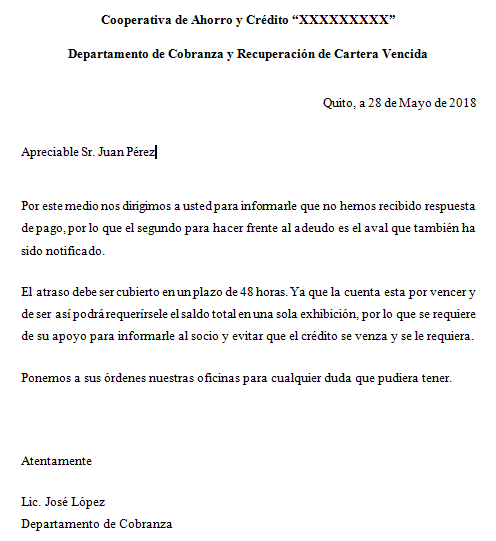 Cooperativa de Ahorro y Crédito “XXXXXXXXX”
Departamento de Cobranza y Recuperación de Cartera Vencida
Quito, a 28 de Mayo de 2018
Apreciable Sr. Juan Pérez
Por este medio nos dirigimos a usted para informarle que no hemos recibido respuesta
de pago, por lo que el segundo para hacer frente al adeudo es el aval que también ha
sido notificado.
El atraso debe ser cubierto en un plazo de 48 horas. Ya que la cuenta esta por vencer y
de ser así podrá requerírsele el saldo total en una sola exhibición, por lo que se requiere
de su apoyo para informarle al socio y evitar que el crédito se venza y se le requiera.
Ponemos a sus órdenes nuestras oficinas para cualquier duda que pudiera tener.
Atentamente
Lic. José López
Departamento de Cobranza